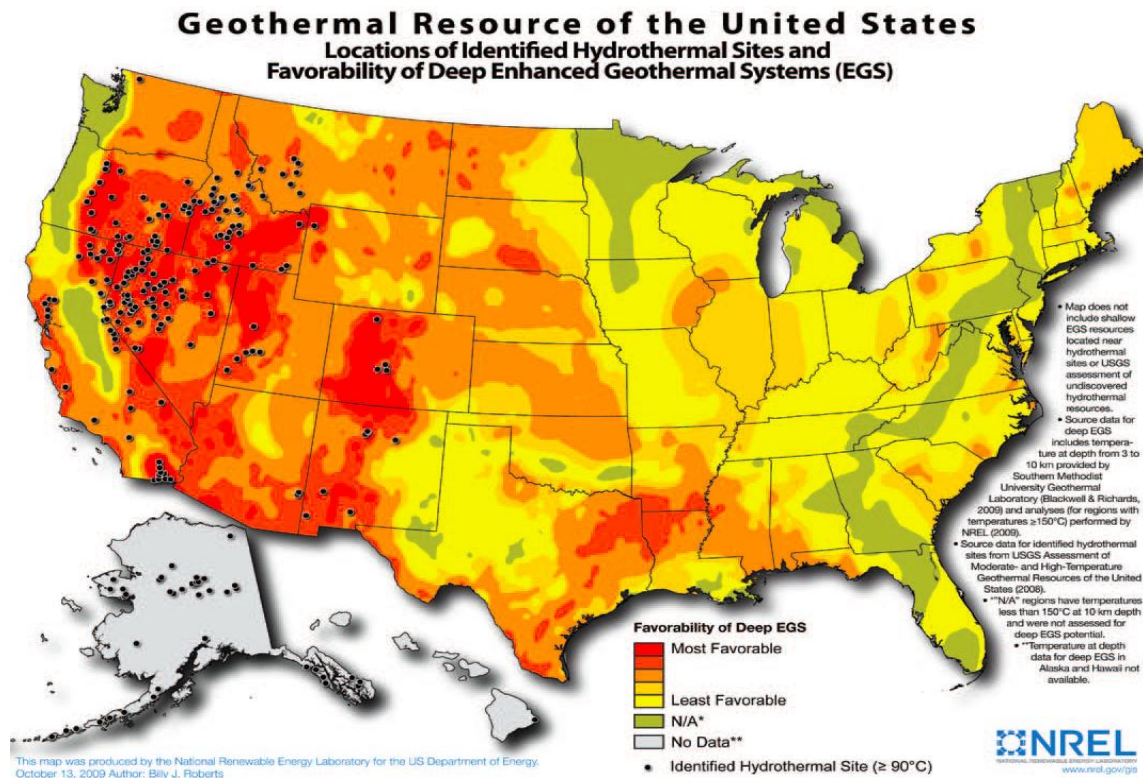 Geothermal Resource of the United States
Locations of Identified Hydrothermal Sites and
Favorability of Deep Enhanced Geothermal Systems (EGS)
• Map does not
include shallow
EGS resources
located near
hydrothermal
sites or USGS
assessment of
undiscovered
hydrothermal
resources.
• Source data for
deep EGS
includes tempera-
ture at depth from 3 to
10 km provided by
Southern Methodist
University Geothermal
Laboratory (Blackwell & Richards,
2009) and analyses (for regions with
temperatures ≥150°C) performed by
NREL (2009).
• Source data for identified hydrothermal
sites from USGS Assessment of
Moderate- and High-Temperature
Geothermal Resources of the United
States (2008).
• *"N/A" regions have temperatures
less than 150°C at 10 km depth
and were not assessed for
deep EGS potential.
• **Temperature at depth
data for deep EGS in
Alaska and Hawaii not
available.
Favorability of Deep EGS
Most Favorable
Least Favorable
N/A*
No Data**
Identified Hydrothermal Site (≥ 90°C)
This map was produced by the National Renewable Energy Laboratory for the US Department of Energy.
October 13, 2009 Author: Billy J. Roberts
NREL
NATIONAL RENEWABLE ENERGY LABORATORY
www.nrel.gov/gis